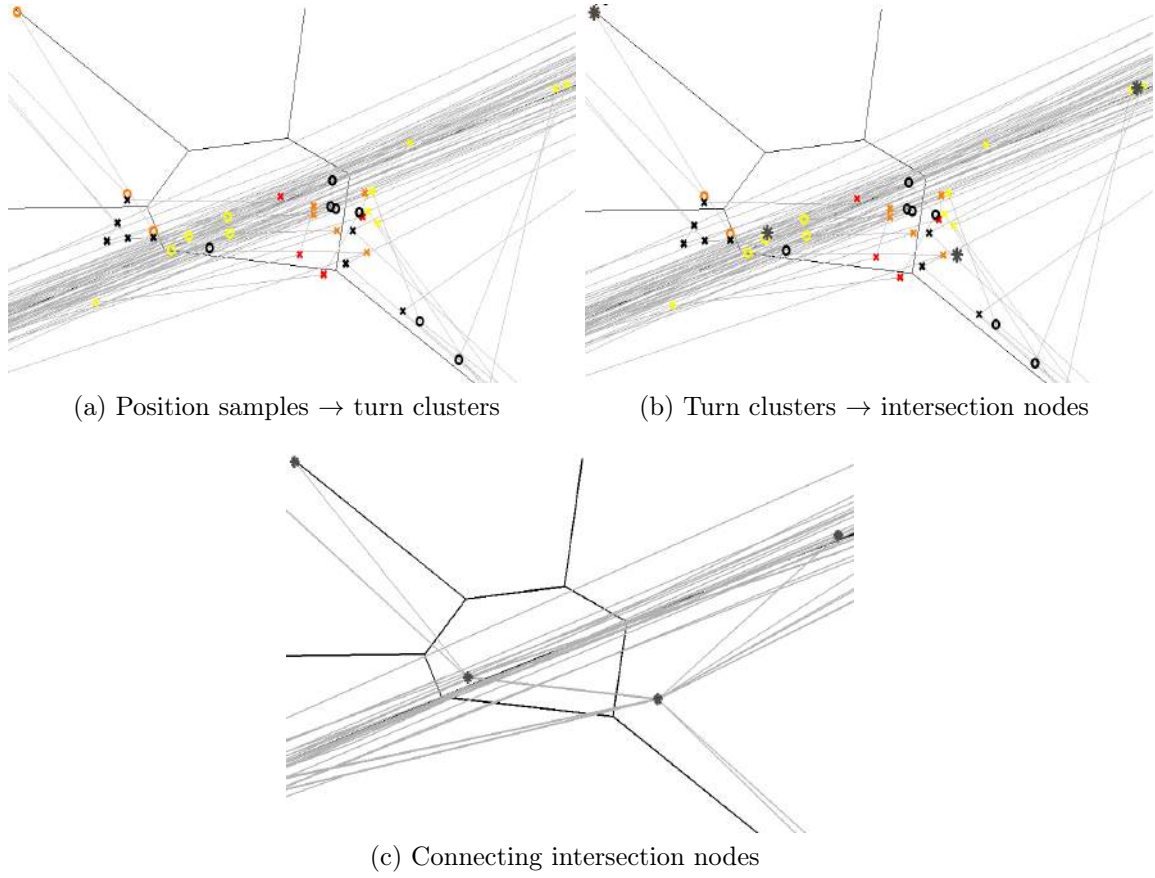 (a) Position samples → turn clusters
(b) Turn clusters → intersection nodes
(c) Connecting intersection nodes